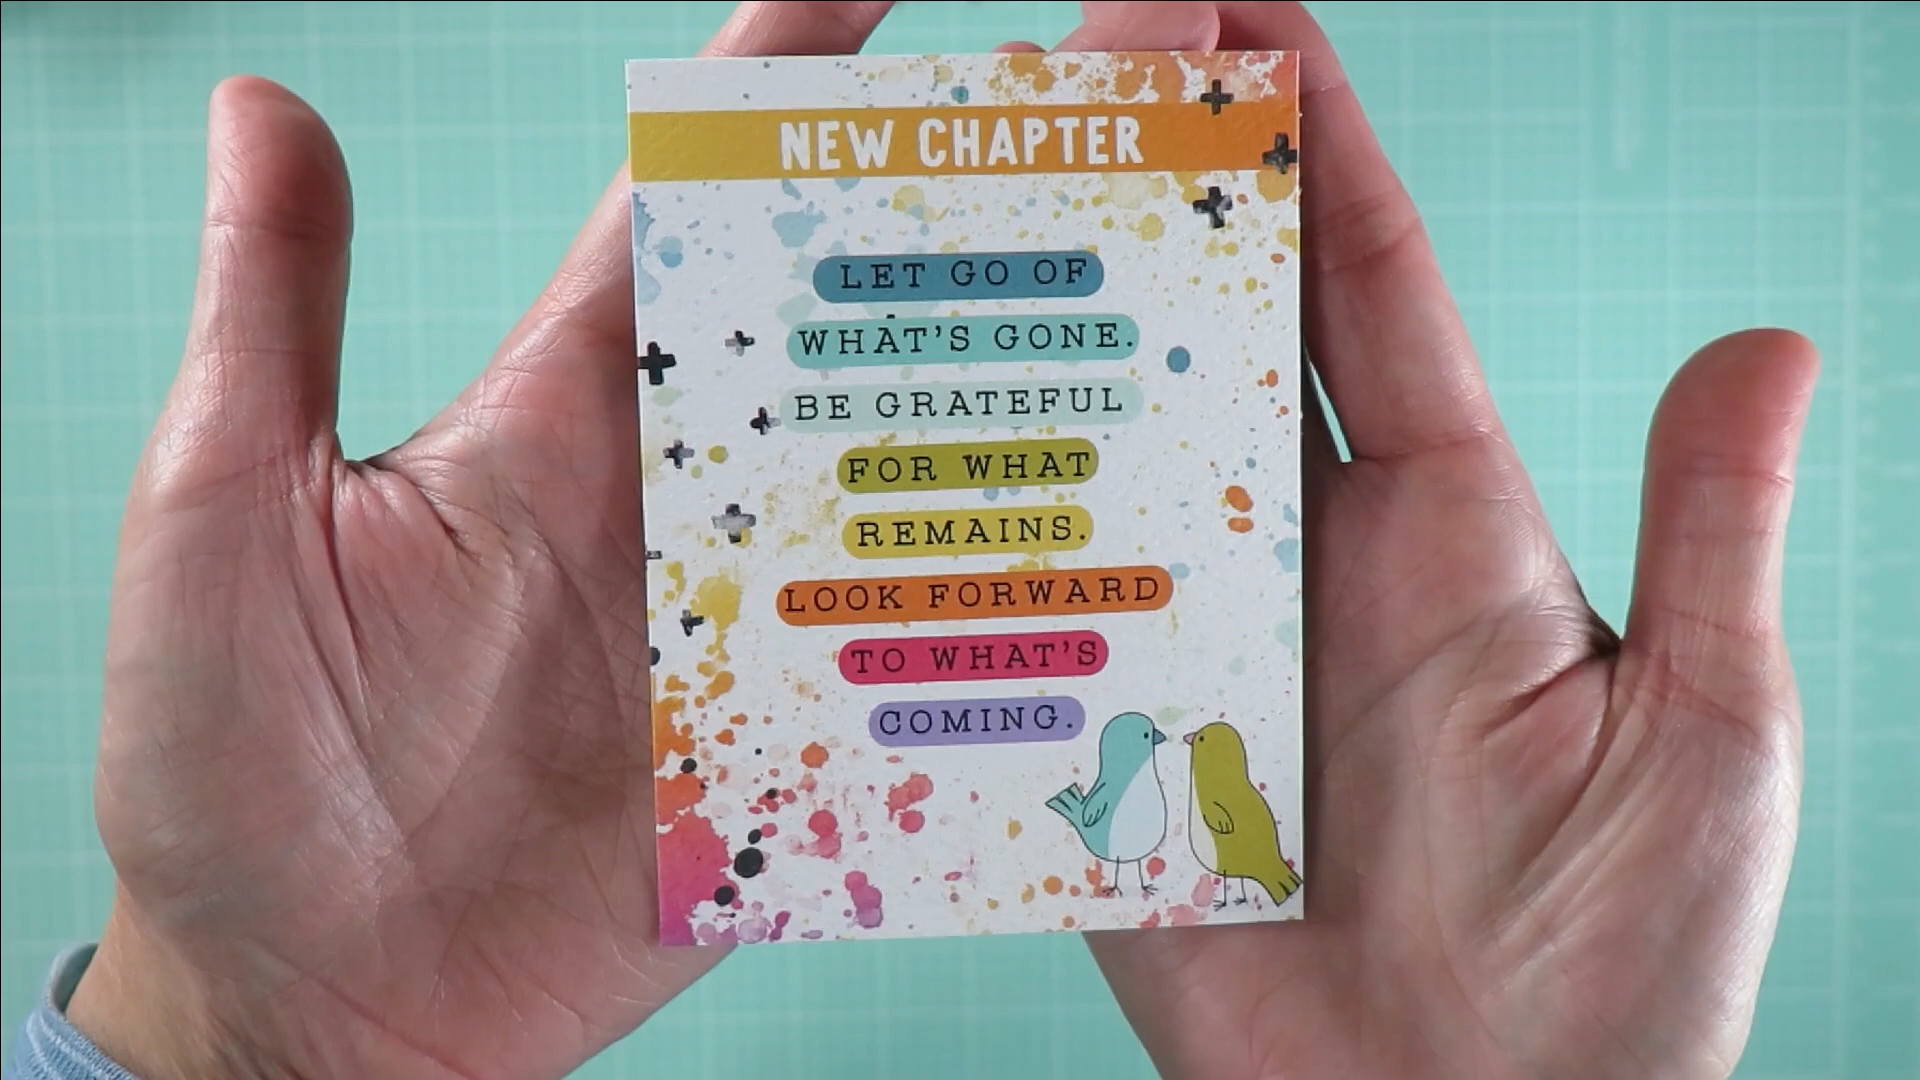 NEW CHAPTER
LET GO OF
WHAT'S GONE.
BE GRATEFUL
FOR WHAT
REMAINS.
LOOK FORWARD
TO WHAT'S
COMING.